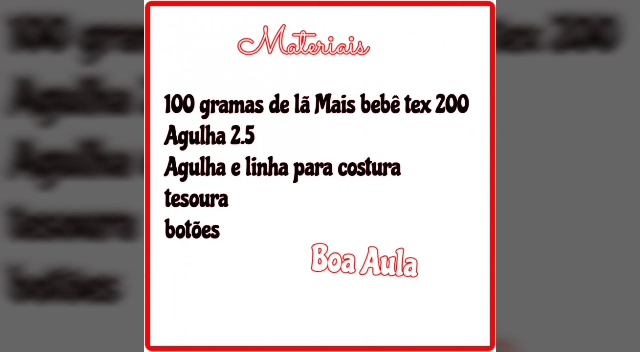 Materiais
100 gramas de lã Mais bebê tex 200
Agulha 2.5
Agulha e linha para costura
tesoura
botões
Boa Aula